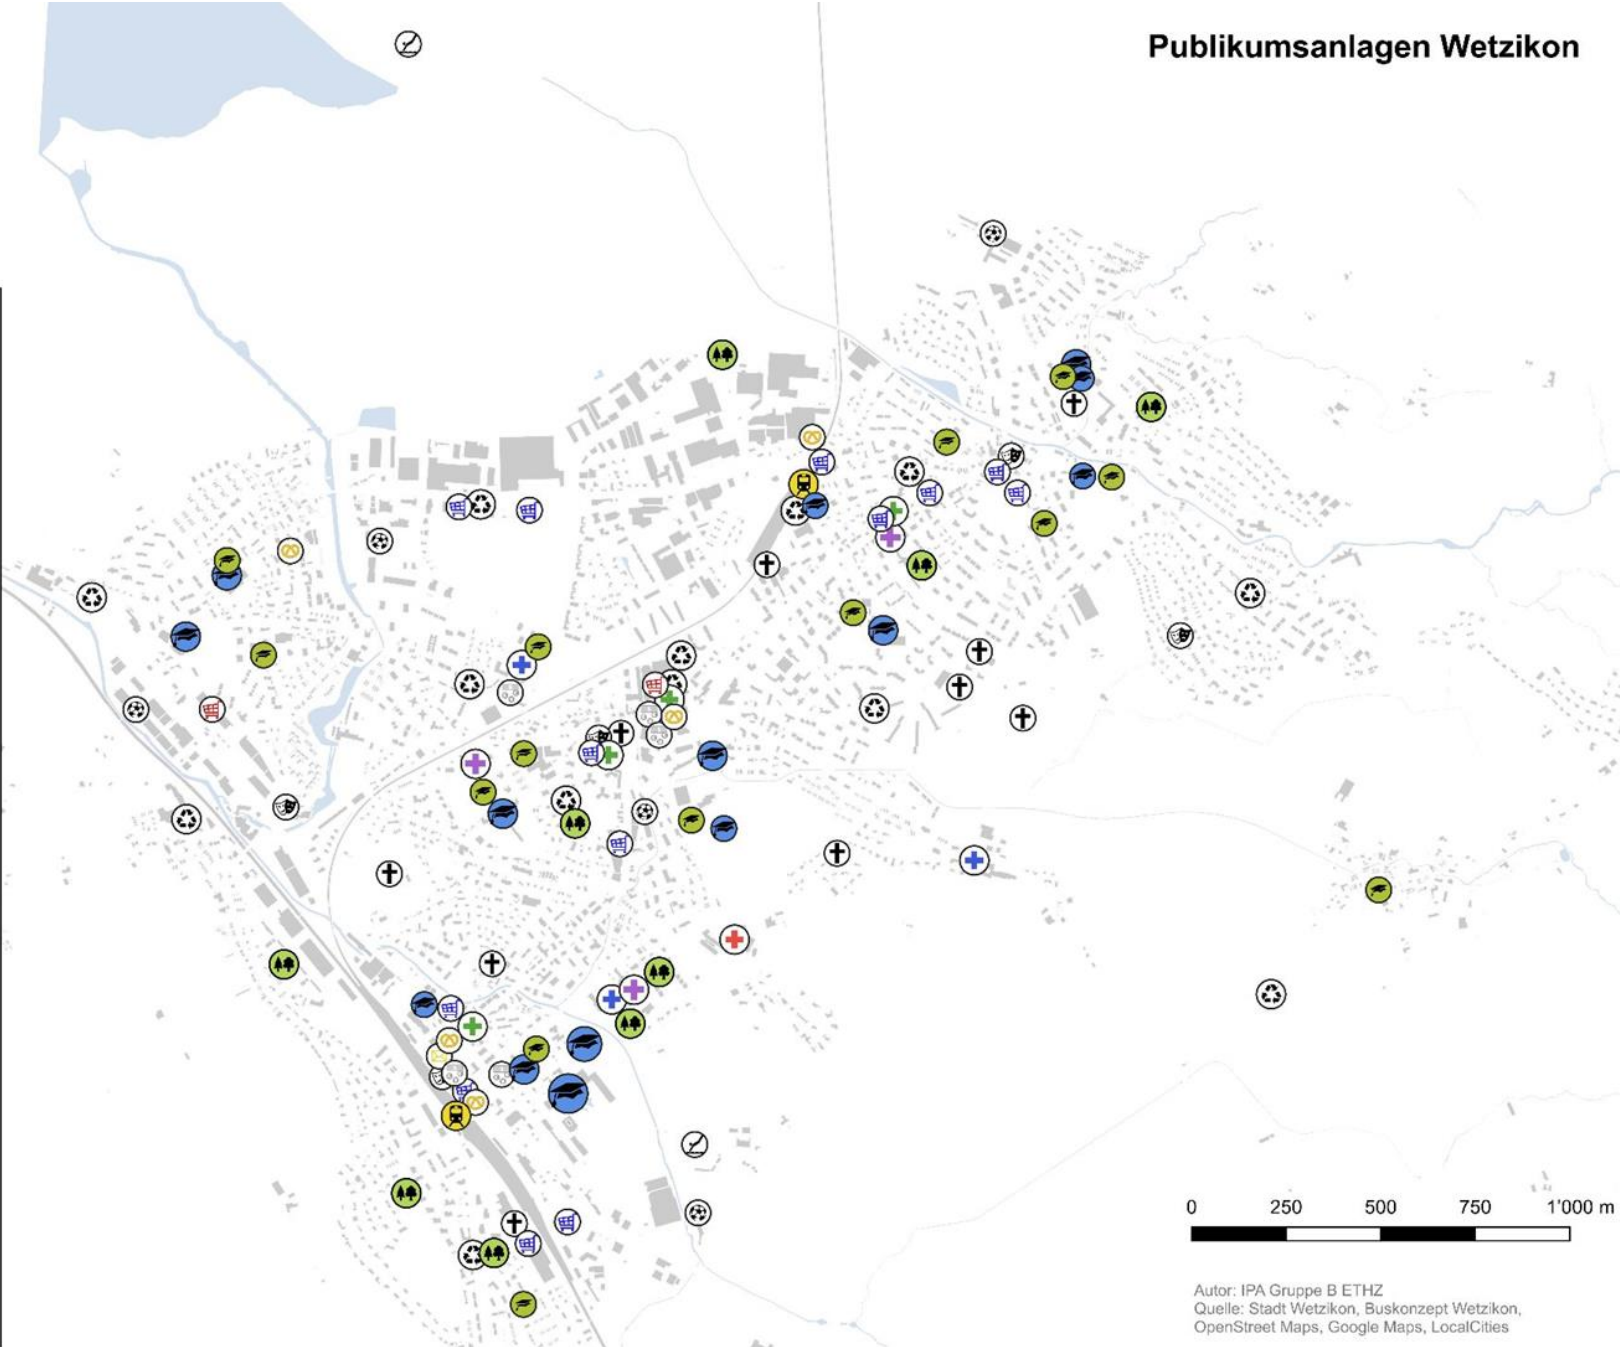 Publikumsanlagen Wetzikon
0 250 500 750 1'000 m
Autor: IPA Gruppe B ETHZ
Quelle: Stadt Wetzikon, Buskonzept Wetzikon,
OpenStreet Maps, Google Maps, LocalCities